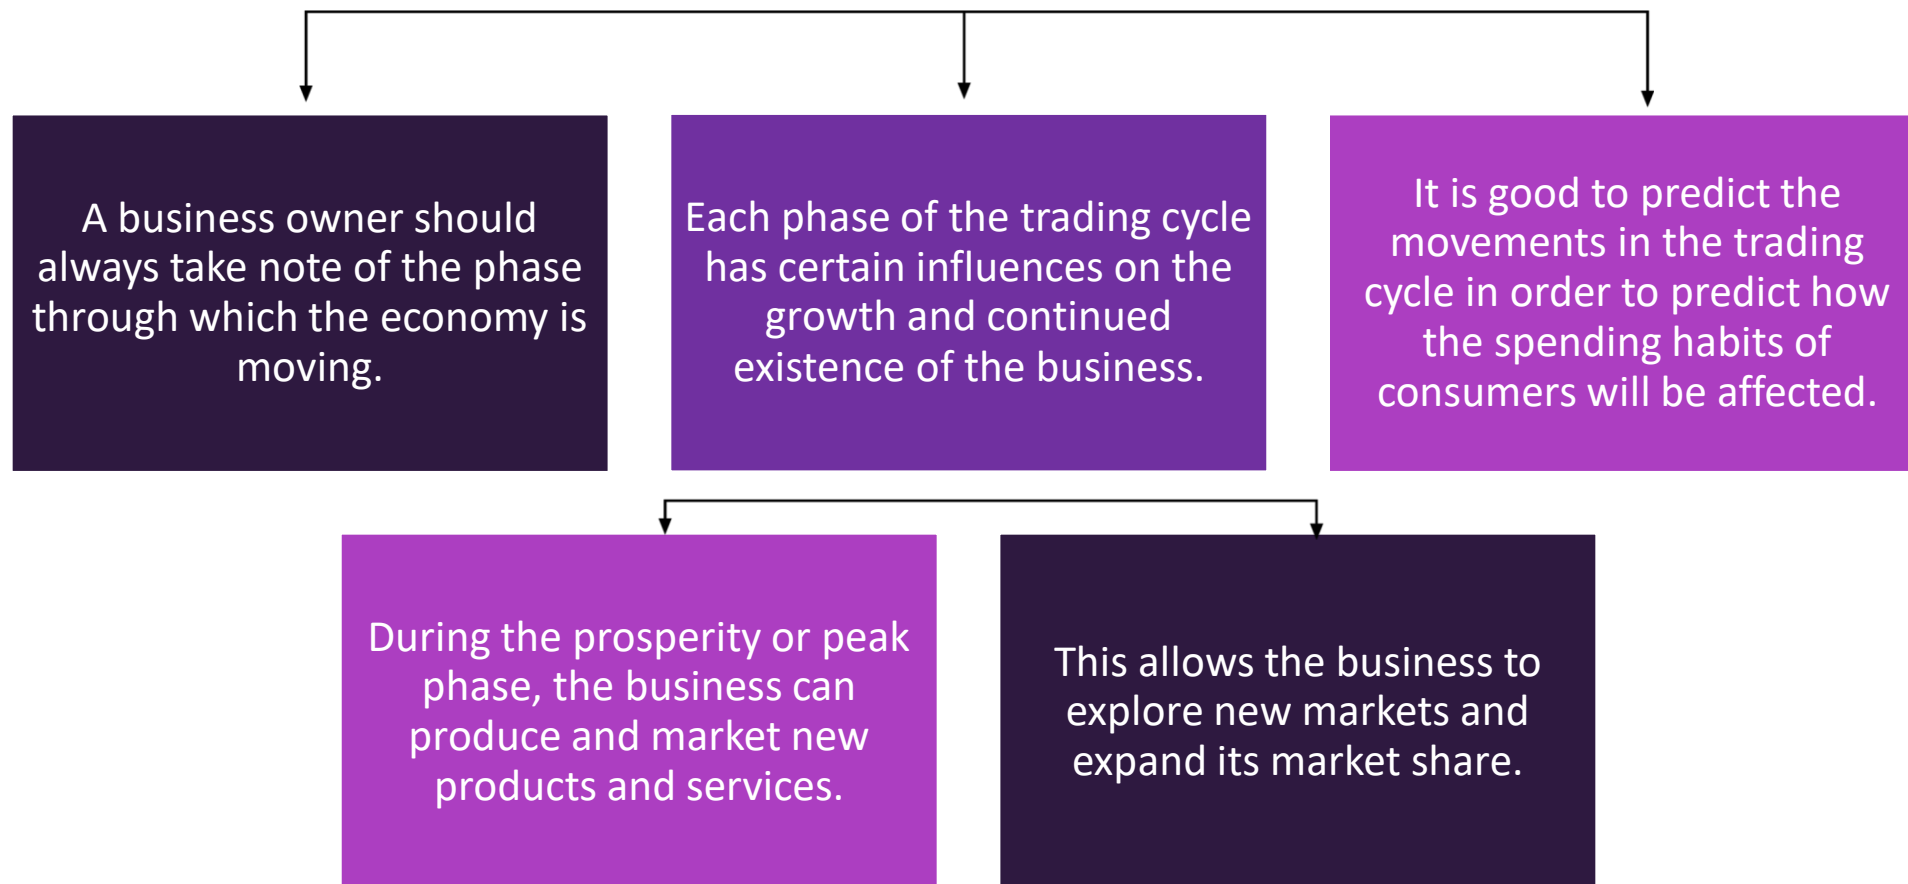 A business owner should
always take note of the phase
through which the economy is
moving.
Each phase of the trading cycle
has certain influences on the
growth and continued
existence of the business.
It is good to predict the
movements in the trading
cycle in order to predict how
the spending habits of
consumers will be affected.
During the prosperity or peak
phase, the business can
produce and market new
products and services.
This allows the business to
explore new markets and
expand its market share.